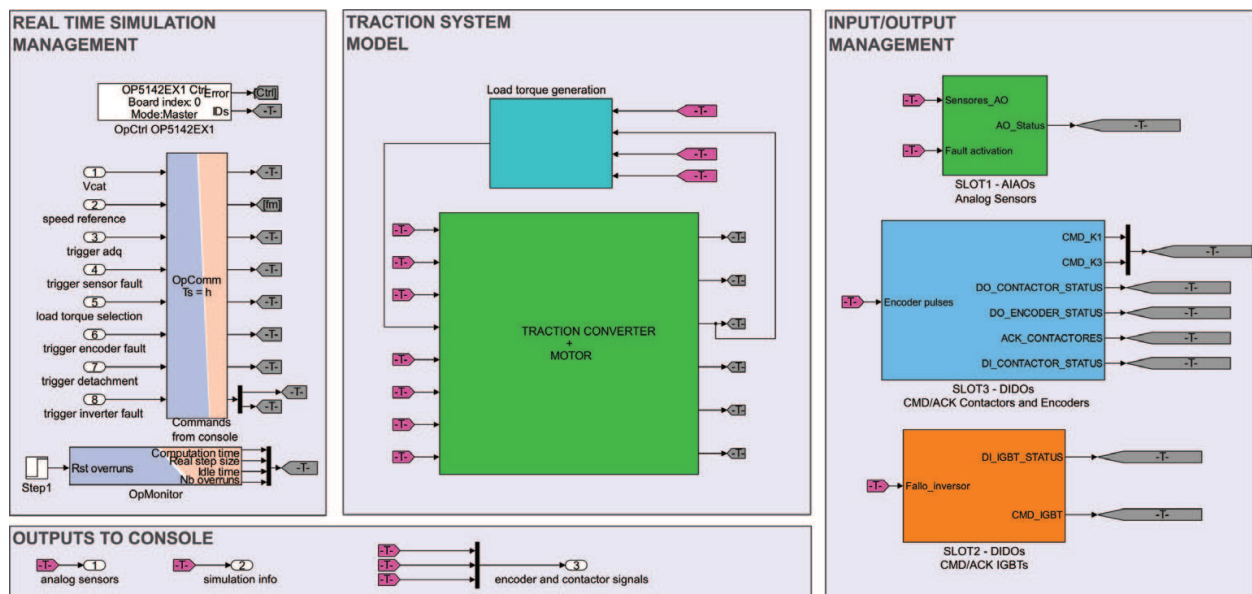 REAL TIME SIMULATION
MANAGEMENT
OP5142EX1 Ctrl
Board index: 0
Mode:Master
Error
IDs
[Ctrl]
-T-
OpCtrl OP5142EX1
1
Vcat
2
speed reference
3
trigger adq
4
trigger sensor fault
5
load torque selection
6
trigger encoder fault
7
trigger detachment
8
trigger inverter fault
OpComm
Ts = h
-T-
[fm]
-T-
-T-
-T-
-T-
-T-
-T-
-T-
Commands
from console
Step1
Rst overruns
Computation time
Real step size
Idle time
Nb overruns
-T-
OpMonitor
TRACTION SYSTEM
MODEL
Load torque generation
-T-
-T-
-T-
-T-
-T-
-T-
-T-
-T-
-T-
-T-
TRACTION CONVERTER
+
MOTOR
-T-
-T-
-T-
-T-
-T-
-T-
INPUT/OUTPUT
MANAGEMENT
-T-
Sensores_AO
AO_Status
-T-
-T-
Fault activation
SLOT1 - AIAOs
Analog Sensors
CMD_K1
CMD_K3
-T-
DO_CONTACTOR_STATUS
-T-
-T-
Encoder pulses
DO_ENCODER_STATUS
-T-
ACK_CONTACTORES
-T-
DI_CONTACTOR_STATUS
-T-
SLOT3 - DIDOs
CMD/ACK Contactors and Encoders
DI_IGBT_STATUS
-T-
-T-
Fallo_inversor
CMD_IGBT
-T-
SLOT2 - DIDOs
CMD/ACK IGBTs
OUTPUTS TO CONSOLE
-T-
1
analog sensors
-T-
2
simulation info
-T-
-T-
-T-
3
encoder and contactor signals